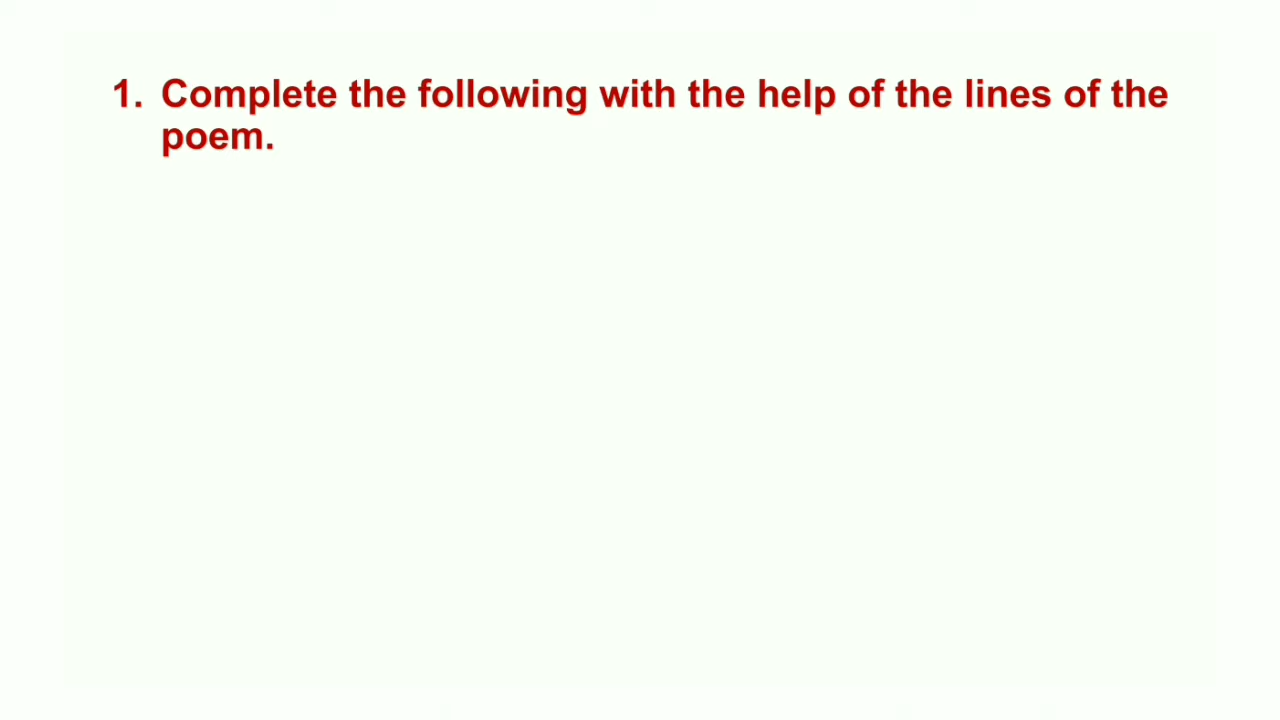 1. Complete the following with the help of the lines of the
poem.